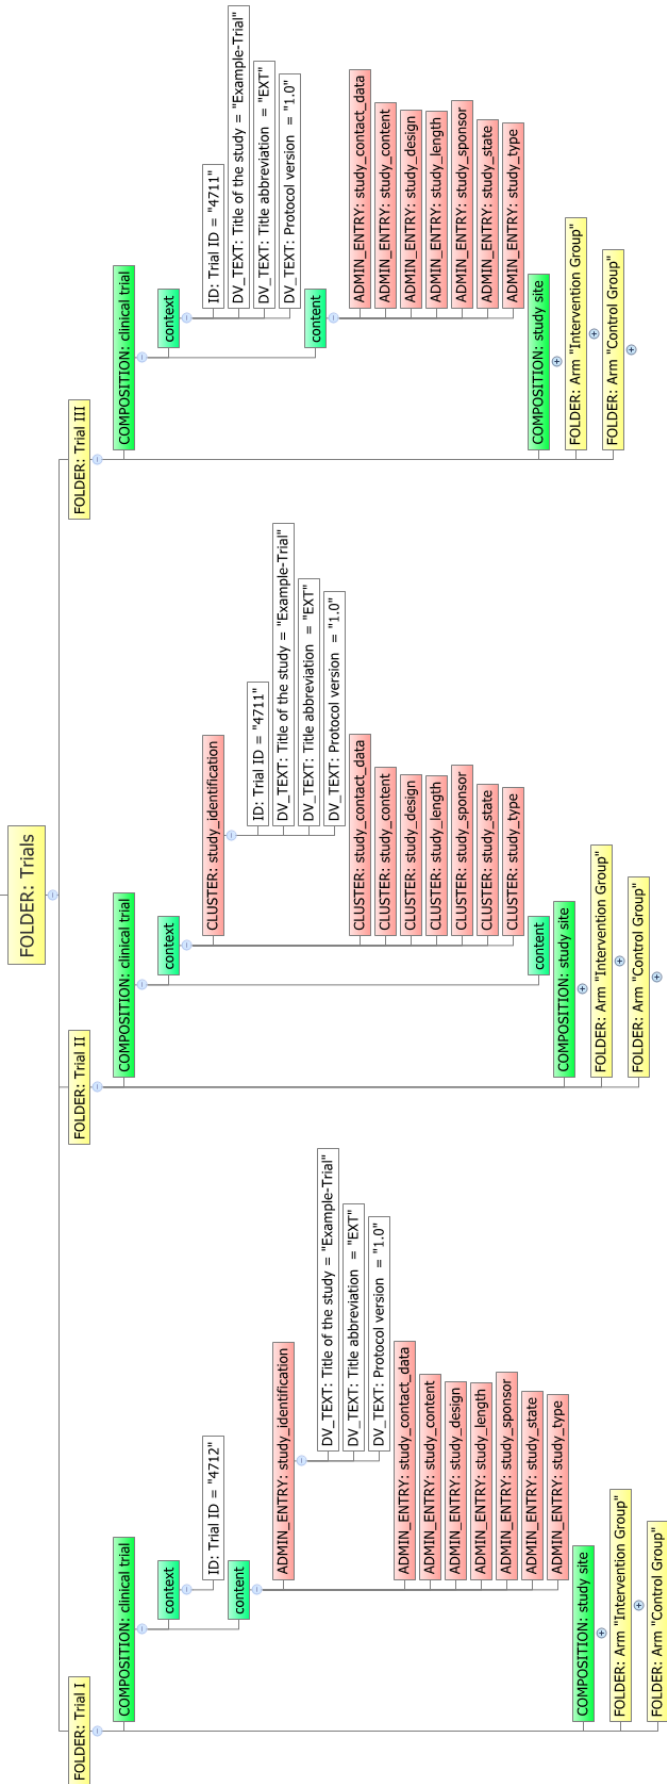 FOLDER: Trials
FOLDER: Trial I
COMPOSITION: clinical trial
context
ID: Trial ID = "4712"
content
ADMIN_ENTRY: study_identification
DV_TEXT: Title of the study = "Example-Trial"
DV_TEXT: Title abbreviation = "EXT"
DV_TEXT: Protocol version = "1.0"
ADMIN_ENTRY: study_contact_data
ADMIN_ENTRY: study_content
ADMIN_ENTRY: study_design
ADMIN_ENTRY: study_length
ADMIN_ENTRY: study_sponsor
ADMIN_ENTRY: study_state
ADMIN_ENTRY: study_type
COMPOSITION: study site
FOLDER: Arm "Intervention Group"
FOLDER: Arm "Control Group"
FOLDER: Trial II
COMPOSITION: clinical trial
context
CLUSTER: study_identification
ID: Trial ID = "4711"
DV_TEXT: Title of the study = "Example-Trial"
DV_TEXT: Title abbreviation = "EXT"
DV_TEXT: Protocol version = "1.0"
CLUSTER: study_contact_data
CLUSTER: study_content
CLUSTER: study_design
CLUSTER: study_length
CLUSTER: study_sponsor
CLUSTER: study_state
CLUSTER: study_type
content
COMPOSITION: study site
FOLDER: Arm "Intervention Group"
FOLDER: Arm "Control Group"
FOLDER: Trial III
COMPOSITION: clinical trial
context
ID: Trial ID = "4711"
DV_TEXT: Title of the study = "Example-Trial"
DV_TEXT: Title abbreviation = "EXT"
DV_TEXT: Protocol version = "1.0"
content
ADMIN_ENTRY: study_contact_data
ADMIN_ENTRY: study_content
ADMIN_ENTRY: study_design
ADMIN_ENTRY: study_length
ADMIN_ENTRY: study_sponsor
ADMIN_ENTRY: study_state
ADMIN_ENTRY: study_type
COMPOSITION: study site
FOLDER: Arm "Intervention Group"
FOLDER: Arm "Control Group"